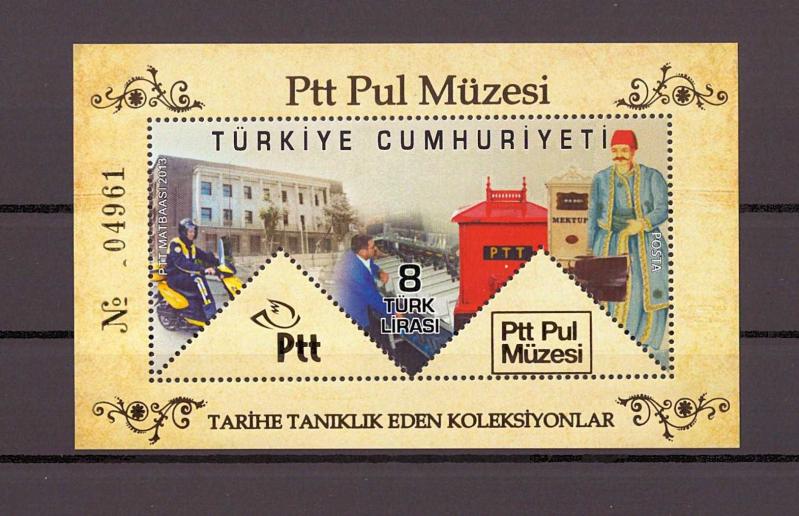 Ptt Pul Müzesi
TÜRKİYE CUMHURİYETİ
№ 04961
PTT MATBAASI 2013
MEKTUP
PTT
POSTA
8
TÜRK
LİRASI
Ptt
Ptt Pul
Müzesi
TARİHE TANIKLIK EDEN KOLEKSİYONLAR